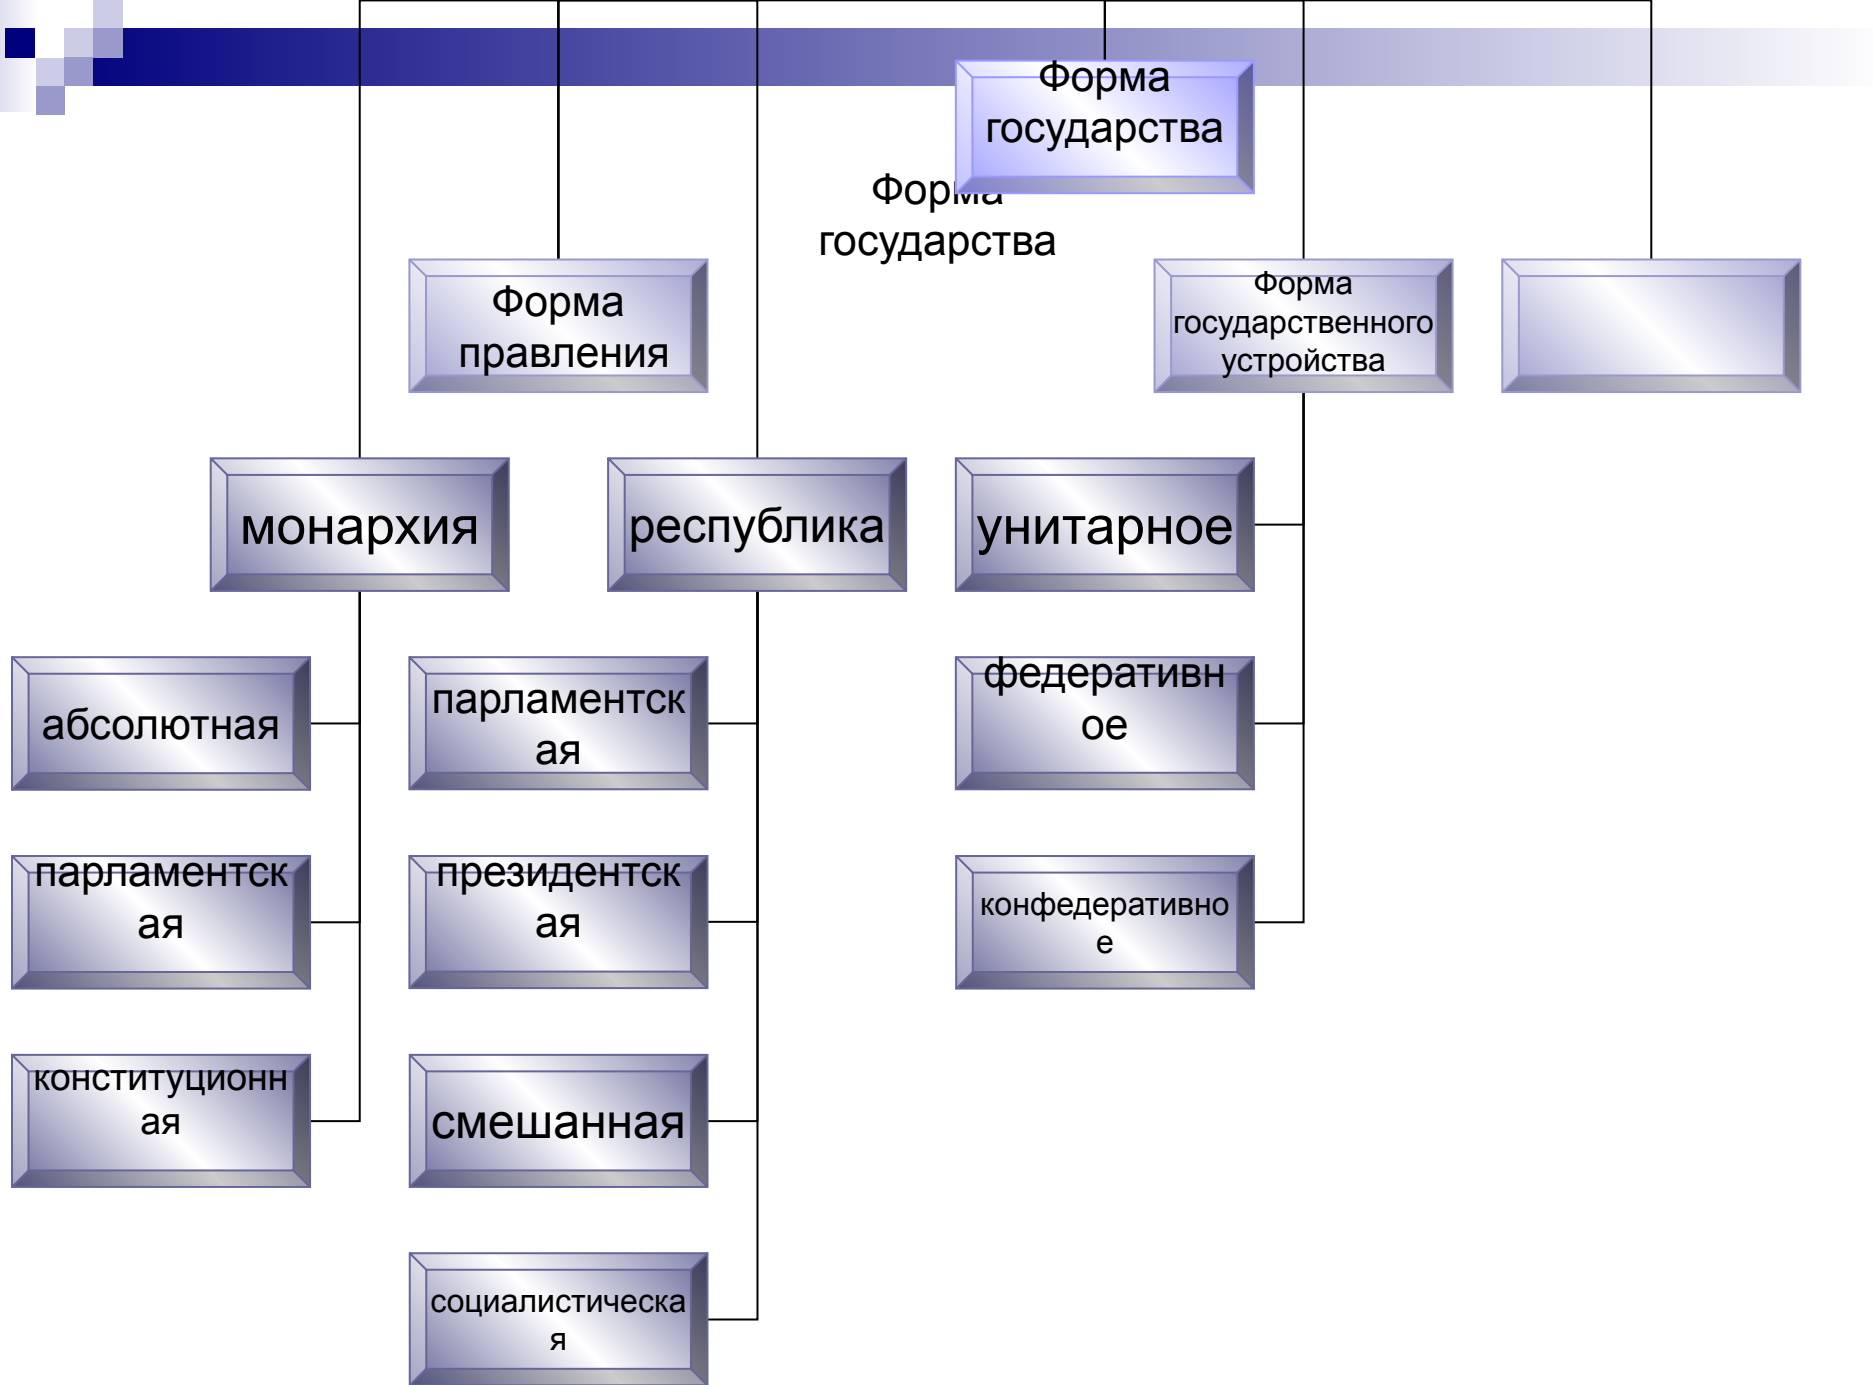 Форма
государства
Форма
государства
Форма
правления
Форма
государственного
устройства
монархия
республика
унитарное
абсолютная
парламентск
ая
федеративн
ое
парламентск
ая
президентск
ая
конфедеративно
е
конституционн
ая
смешанная
социалистическа
я